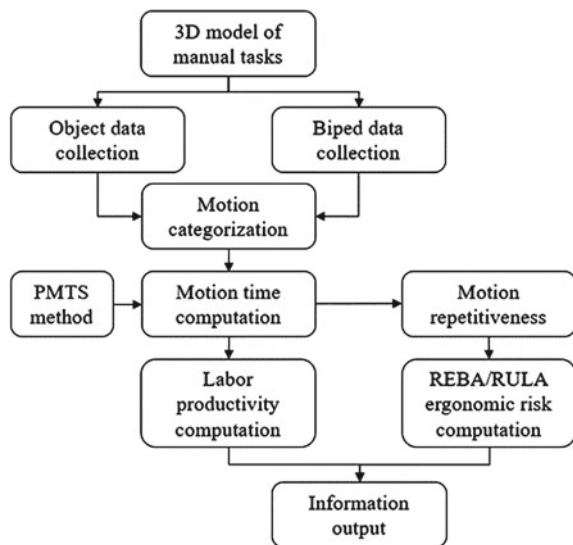 3D model of
manual tasks
Object data
collection
Biped data
collection
Motion
categorization
PMTS
method
Motion time
computation
Motion
repetitiveness
Labor
productivity
computation
REBA/RULA
ergonomic risk
computation
Information
output